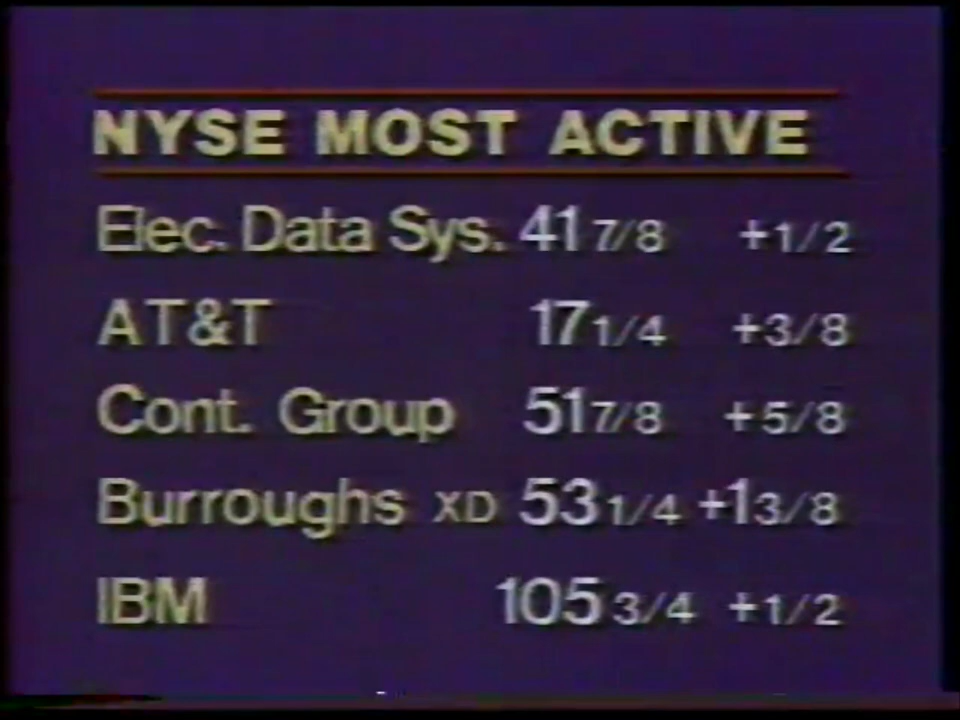 NYSE MOST ACTIVE
Elec. Data Sys. 41 7/8 +1/2
AT&T 17 1/4 +3/8
Cont. Group 51 7/8 +5/8
Burroughs XD 53 1/4 +1 3/8
IBM 105 3/4 +1/2